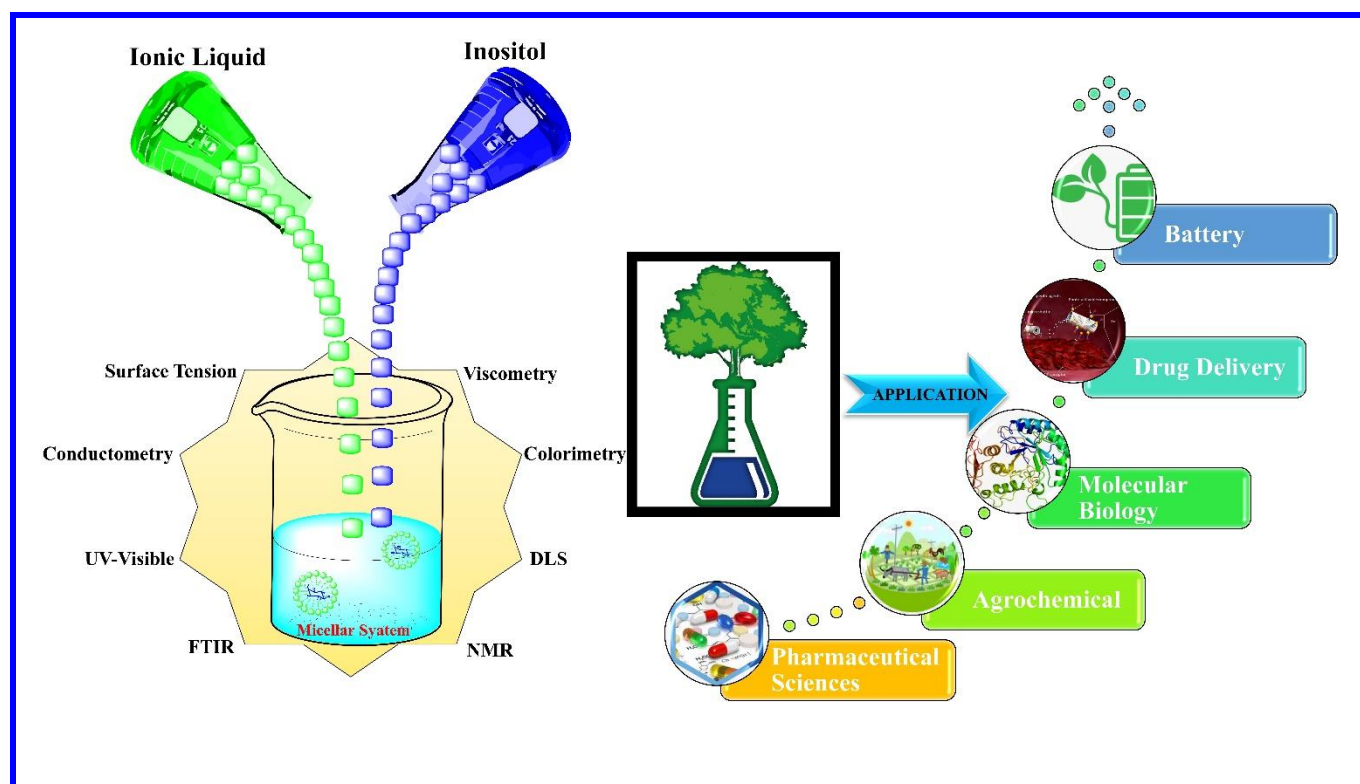 Ionic Liquid
Inositol
Surface Tension
Viscometry
Conductometry
Colorimetry
UV-Visible
DLS
FTIR
NMR
Micellar Syatem
APPLICATION
Battery
Drug Delivery
Molecular
Biology
Agrochemical
Pharmaceutical
Sciences